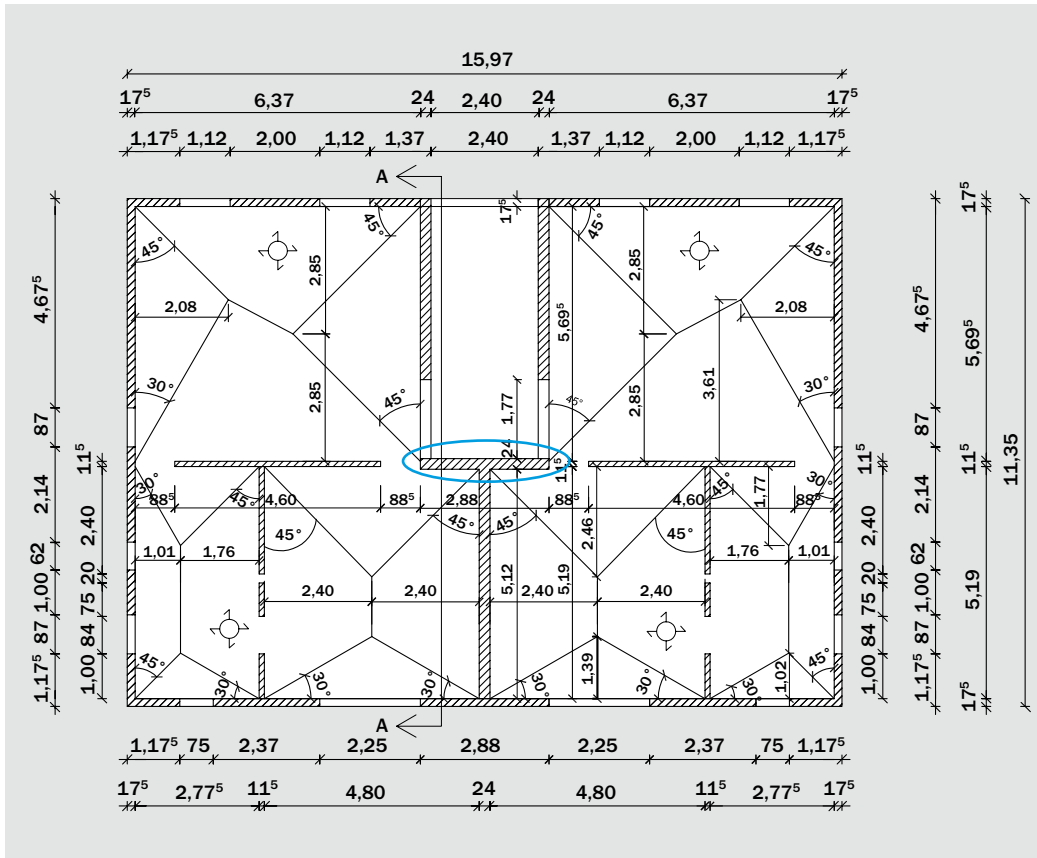 15,97
17⁵ 6,37 24 2,40 24 6,37 17⁵
1,17⁵ 1,12 2,00 1,12 1,37 2,40 1,37 1,12 2,00 1,12 1,17⁵
A
17⁵ 17⁵
45° 45° 45° 45°
2,85 2,85
2,08 2,08
4,67⁵ 5,69⁵ 4,67⁵ 5,69⁵
30° 2,85 45° 1,77 45° 2,85 3,61 30°
87 87
11⁵ 24 11⁵ 11⁵ 11⁵
11,35
30° 88⁵ 45° 4,60 88⁵ 2,88 88⁵ 4,60 45° 1,77 88⁵ 30°
2,14 2,40 45° 45° 45° 2,46 45° 2,40 2,14
62 1,01 1,76 1,76 1,01 62
20 5,12 5,19 20
1,00 75 2,40 2,40 2,40 2,40 75 1,00 5,19
87 84 84 87
1,17⁵ 1,00 45° 30° 30° 30° 30° 1,39 30° 30° 1,02 45° 1,00 1,17⁵
17⁵
A
1,17⁵ 75 2,37 2,25 2,88 2,25 2,37 75 1,17⁵
17⁵ 2,77⁵ 11⁵ 4,80 24 4,80 11⁵ 2,77⁵ 17⁵